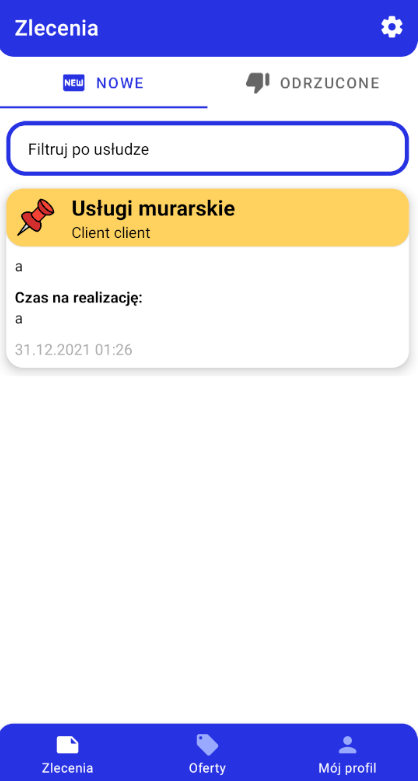 Zlecenia
NEW NOWE
ODRZUCONE
Filtruj po usłudze
Usługi murarskie
Client client
a
Czas na realizację:
a
31.12.2021 01:26
Zlecenia
Oferty
Mój profil